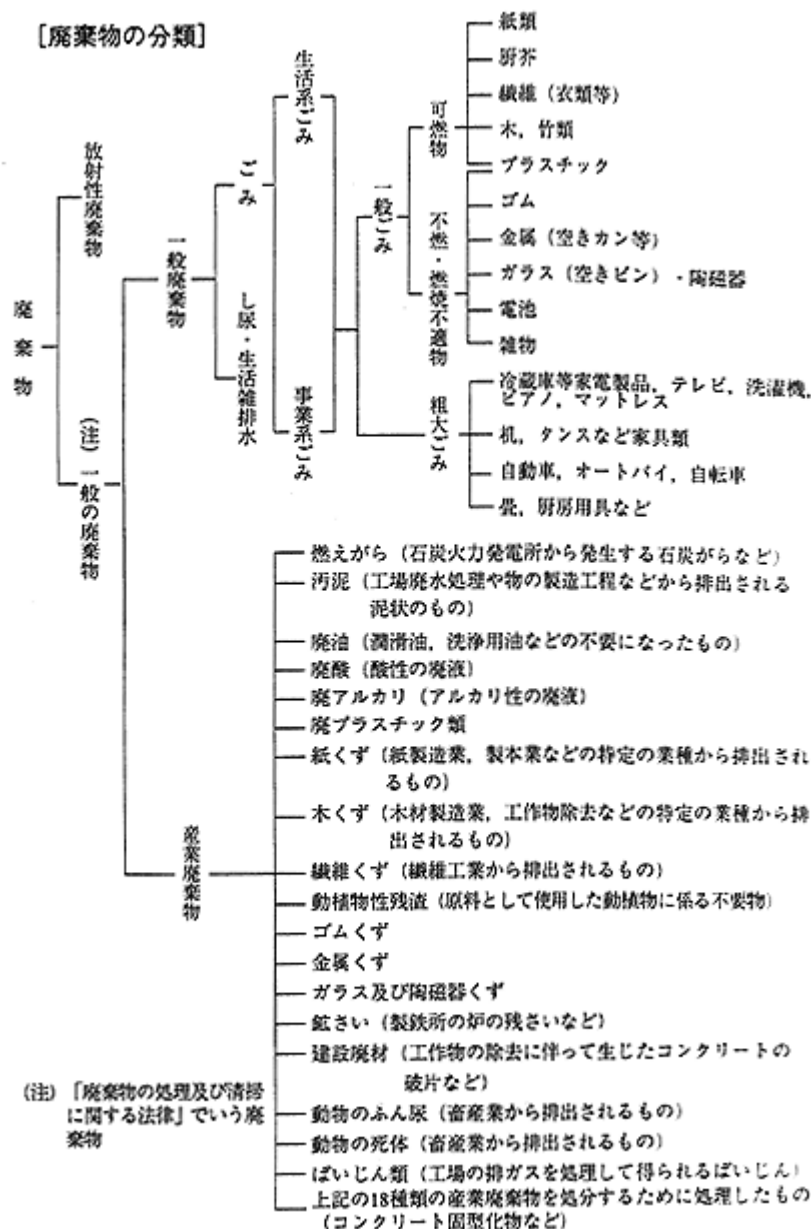 [廃棄物の分類]
廃棄物
放射性廃棄物
(注) 一般の廃棄物
一般廃棄物
産業廃棄物
ごみ
し尿・生活雑排水
生活系ごみ
事業系ごみ
一般ごみ
粗大ごみ
可燃物
不燃・燃焼不適物
紙類
厨芥
繊維 (衣類等)
木, 竹類
プラスチック
ゴム
金属 (空きカン等)
ガラス (空きビン) ・陶磁器
電池
雑物
冷蔵庫等家電製品, テレビ, 洗濯機,
ピアノ, マットレス
机, タンスなど家具類
自動車, オートバイ, 自転車
畳, 厨房用具など
燃えがら (石炭火力発電所から発生する石炭がらなど)
汚泥 (工場廃水処理や物の製造工程などから排出される
泥状のもの)
廃油 (潤滑油, 洗浄用油などの不要になったもの)
廃酸 (酸性の廃液)
廃アルカリ (アルカリ性の廃液)
廃プラスチック類
紙くず (紙製造業, 製本業などの特定の業種から排出され
るもの)
木くず (木材製造業, 工作物除去などの特定の業種から排
出されるもの)
繊維くず (繊維工業から排出されるもの)
動植物性残渣 (原料として使用した動植物に係る不要物)
ゴムくず
金属くず
ガラス及び陶磁器くず
鉱さい (製鉄所の炉の残さいなど)
建設廃材 (工作物の除去に伴って生じたコンクリートの
破片など)
動物のふん尿 (畜産業から排出されるもの)
動物の死体 (畜産業から排出されるもの)
ばいじん類 (工場の排ガスを処理して得られるばいじん)
上記の18種類の産業廃棄物を処分するために処理したもの
(コンクリート固型化物など)
(注) 「廃棄物の処理及び清掃
に関する法律」でいう廃
棄物